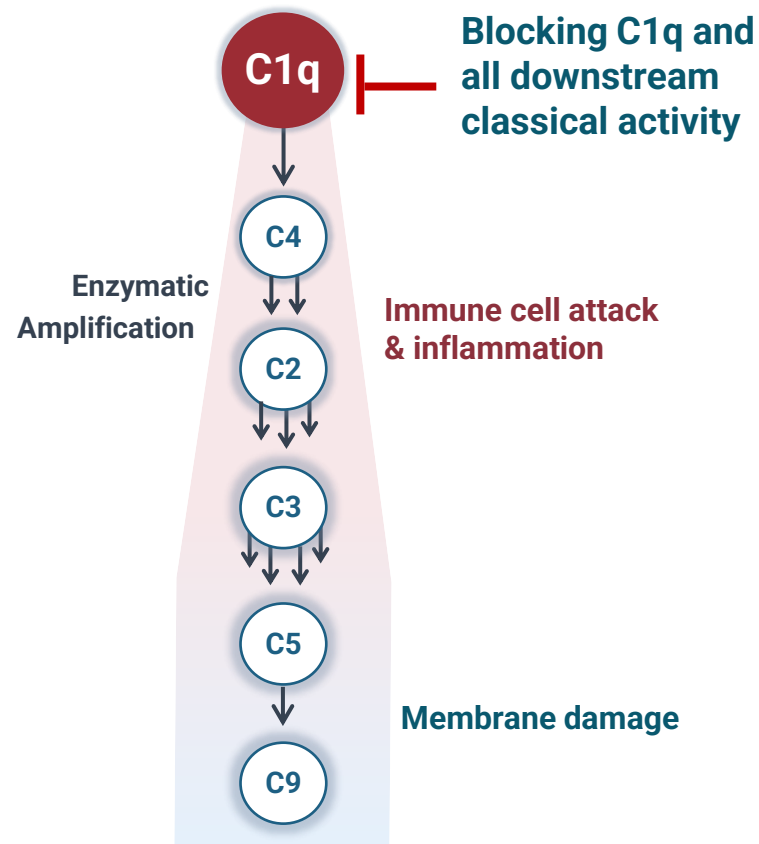 C1q
Blocking C1q and
all downstream
classical activity
C4
Enzymatic
Amplification
Immune cell attack
& inflammation
C2
C3
C5
Membrane damage
C9